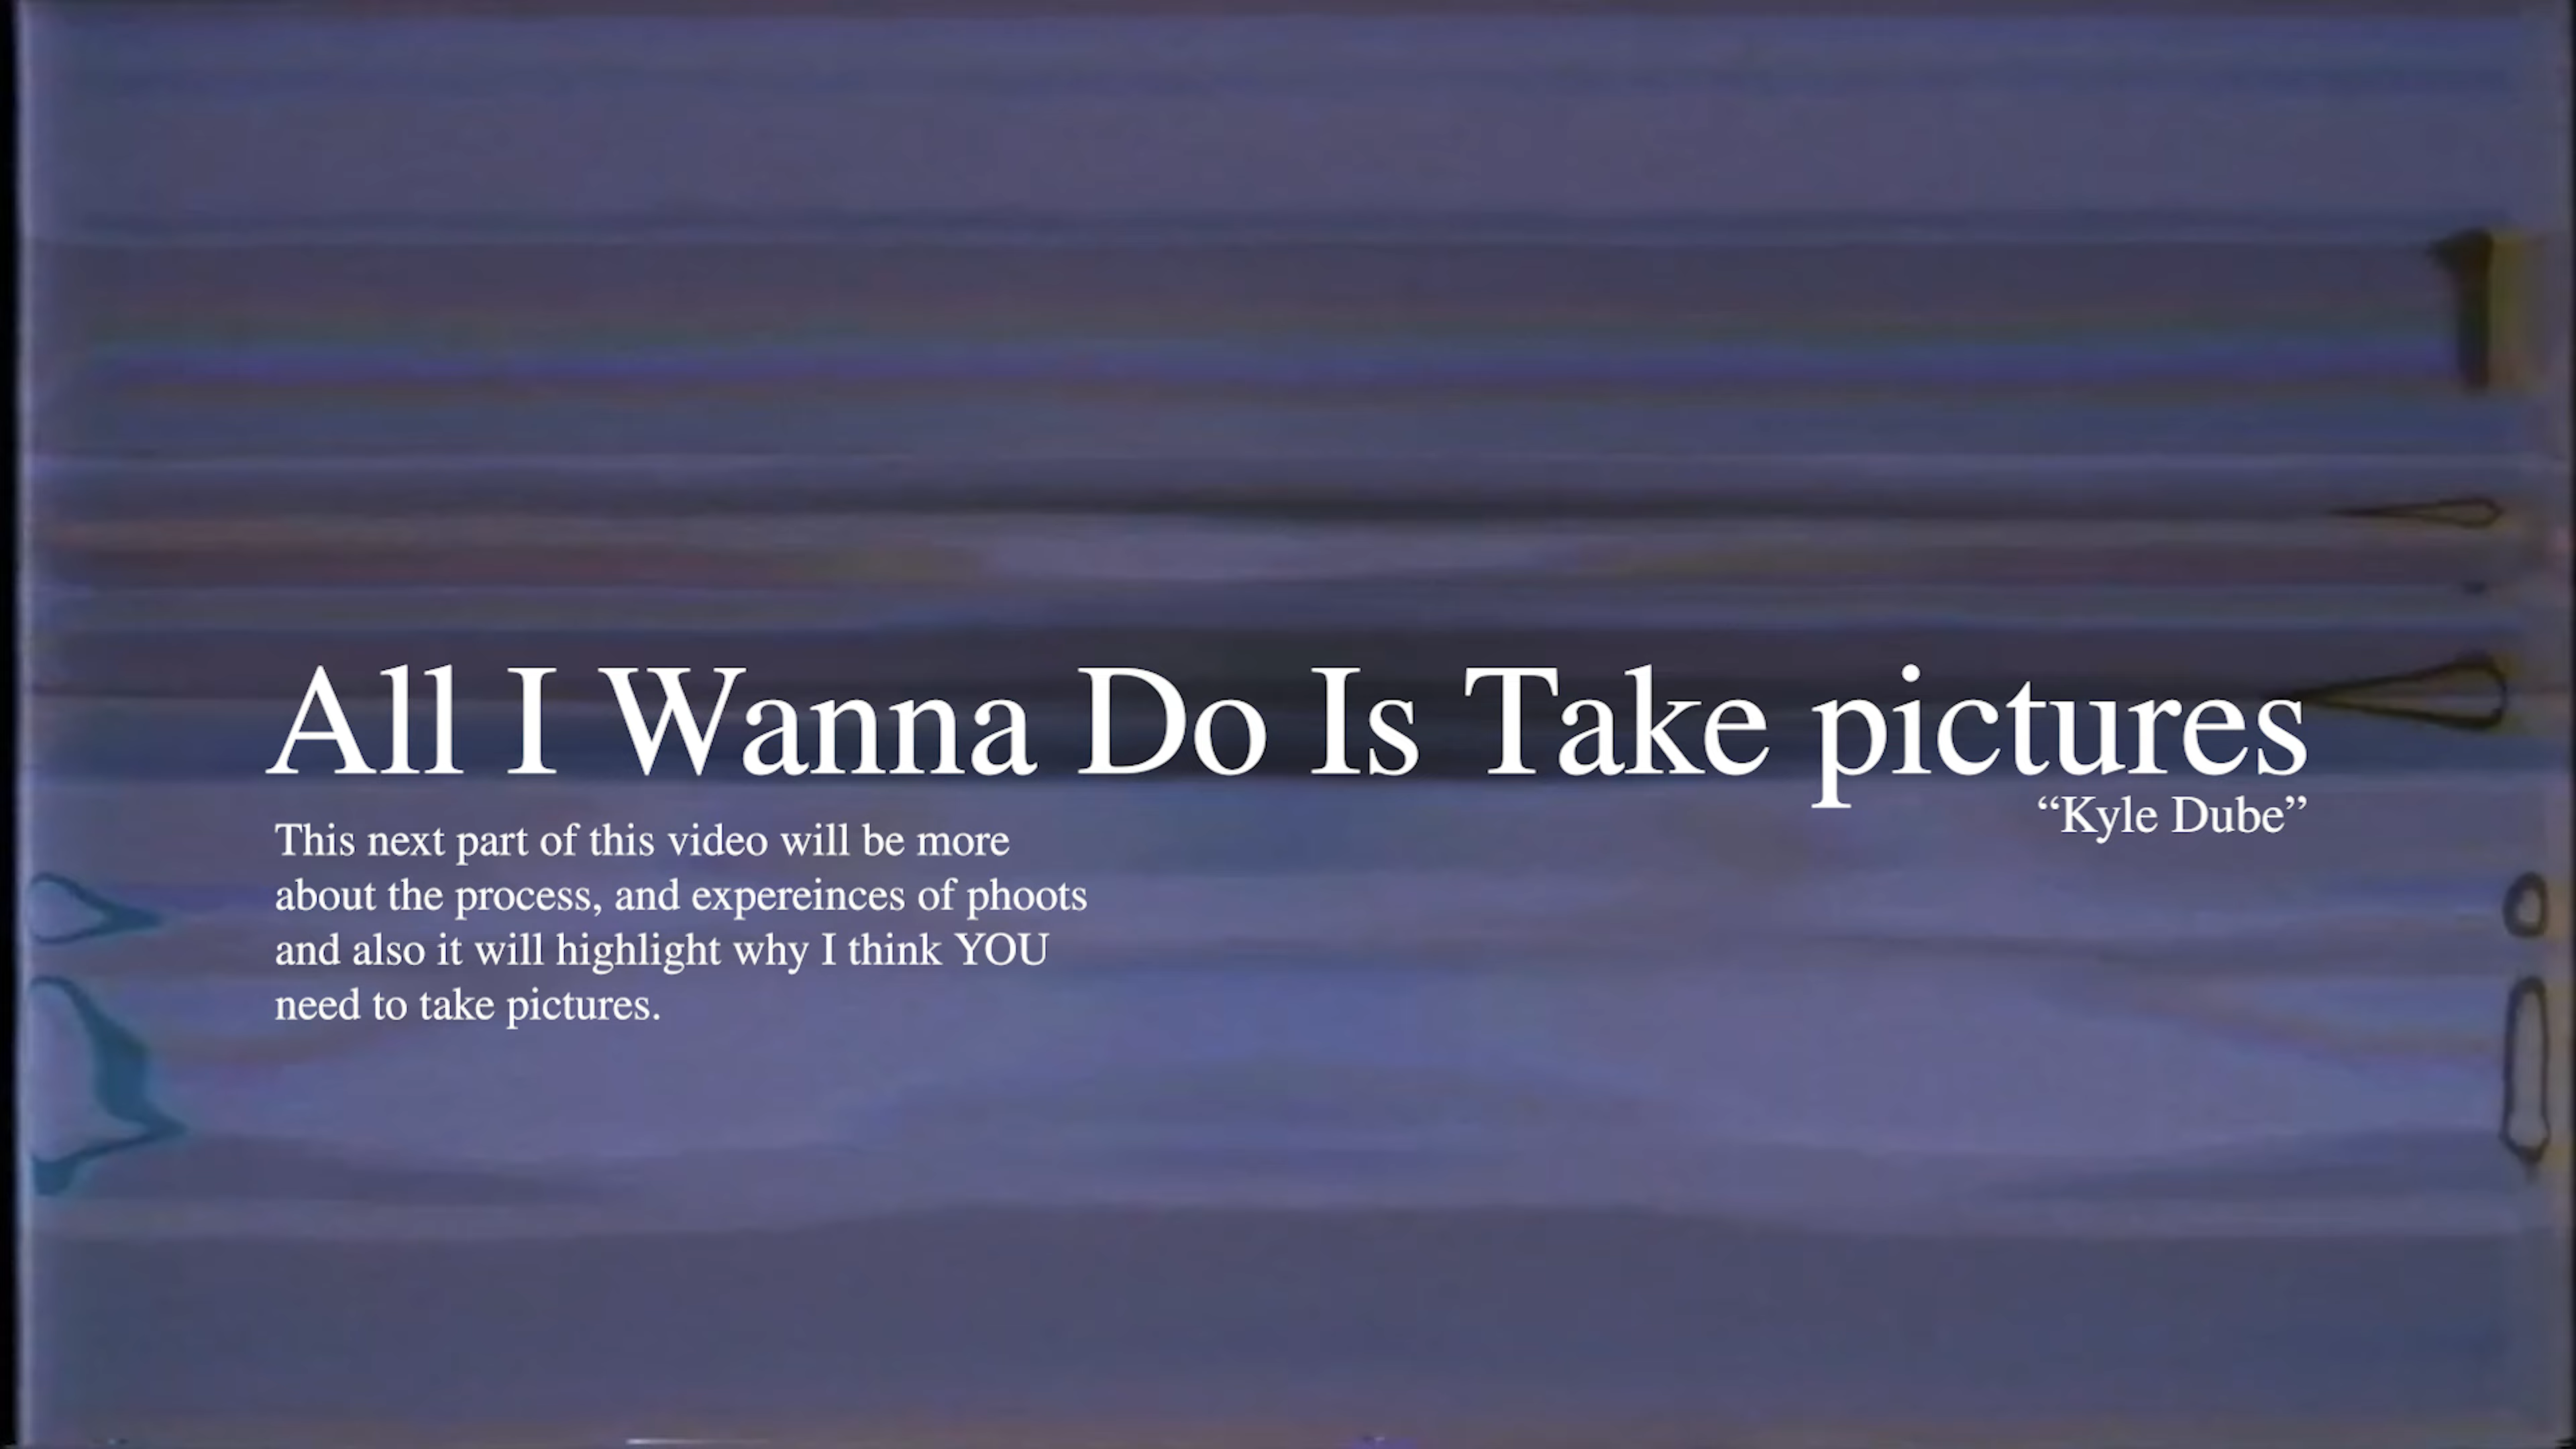 All I Wanna Do Is Take pictures
“Kyle Dube”
This next part of this video will be more
about the process, and expereinces of phoots
and also it will highlight why I think YOU
need to take pictures.